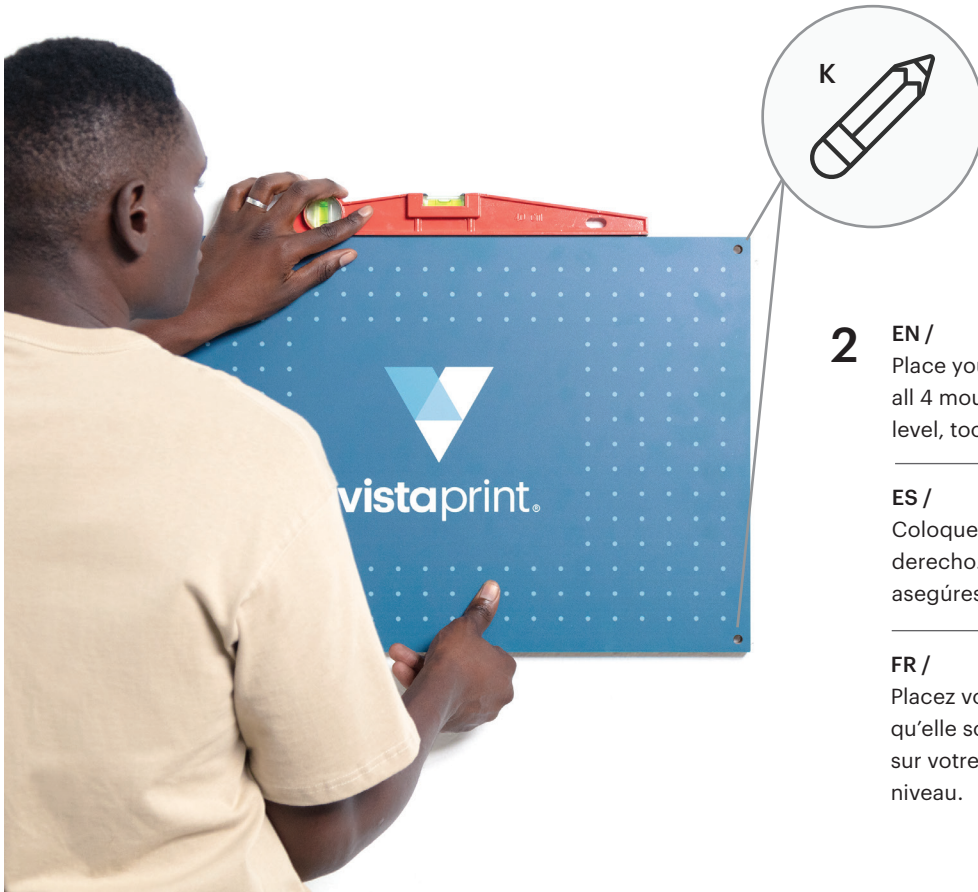 K
vistaprint®
2
EN /
Place you
all 4 mou
level, too
ES /
Coloque
derecho.
asegúres
FR /
Placez vo
qu’elle so
sur votre
niveau.